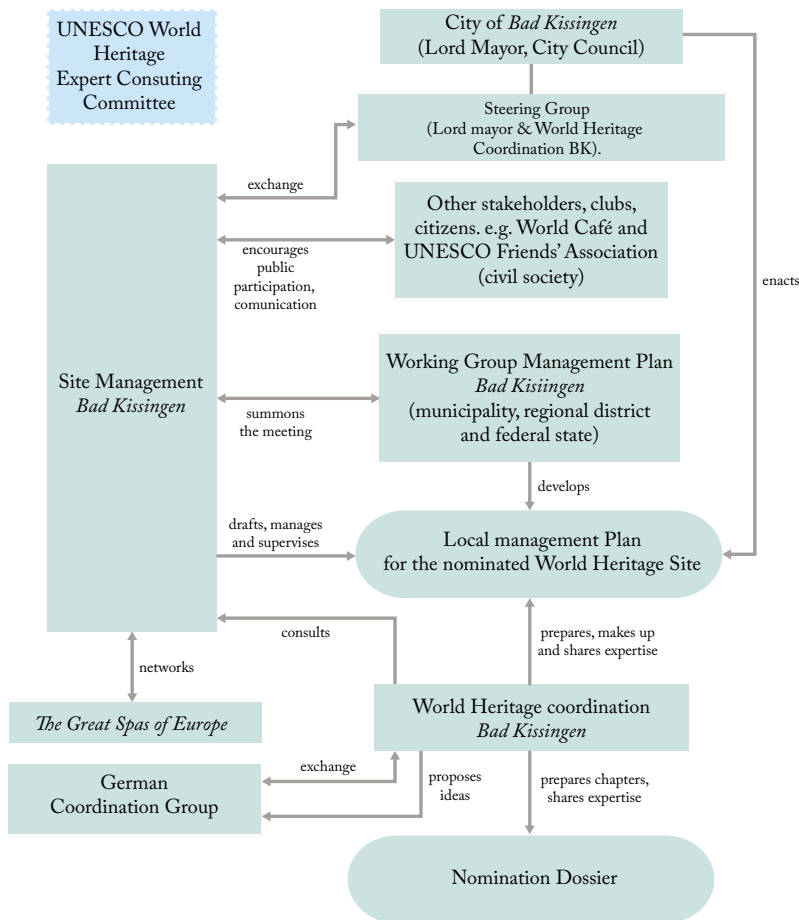 UNESCO World
Heritage
Expert Consuting
Committee
City of Bad Kissingen
(Lord Mayor, City Council)
Steering Group
(Lord mayor & World Heritage
Coordination BK).
exchange
Other stakeholders, clubs,
citizens. e.g. World Café and
UNESCO Friends' Association
(civil society)
encourages
public
participation,
comunication
enacts
Site Management
Bad Kissingen
Working Group Management Plan
Bad Kisiingen
(municipality, regional district
and federal state)
summons
the meeting
develops
drafts, manages
and supervises
Local management Plan
for the nominated World Heritage Site
consults
prepares, makes up
and shares expertise
networks
The Great Spas of Europe
World Heritage coordination
Bad Kissingen
German
Coordination Group
exchange
proposes
ideas
prepares chapters,
shares expertise
Nomination Dossier